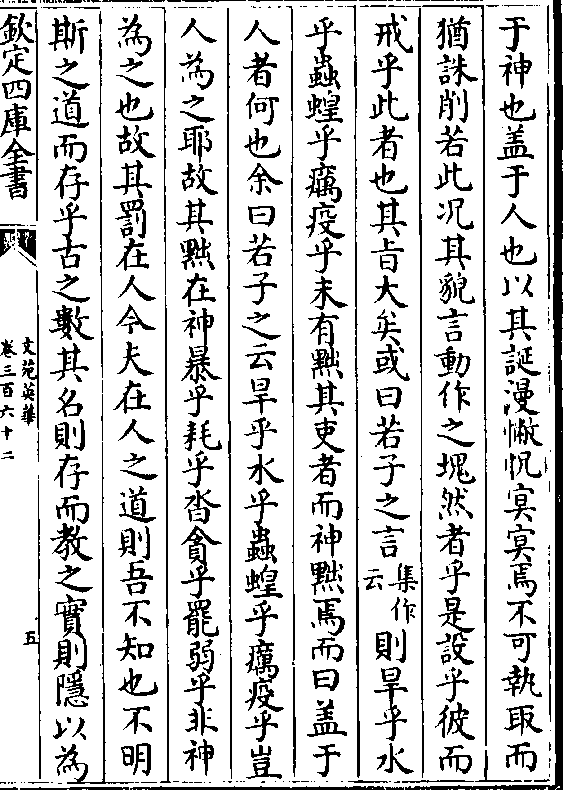 于神也盖于人也以其誕漫惝怳㝠㝠焉不可執取而
猶誅削若此况其貌言動作之塊然者乎是設乎彼而
戒乎此者也其旨大矣或曰若子之言集作云則旱乎水
乎蟲蝗乎癘疫乎未有黜其吏者而神黜焉而曰盖于
人者何也余曰若子之云旱乎水乎蟲蝗乎癘疫乎豈
人為之耶故其黜在神暴乎耗乎沓貪乎罷弱乎非神
為之也故其罰在人今夫在人之道則吾不知也不明
斯之道而存乎古之數其名則存而教之實則隱以為
欽定四庫全書
文苑英華
卷三百六十二
五